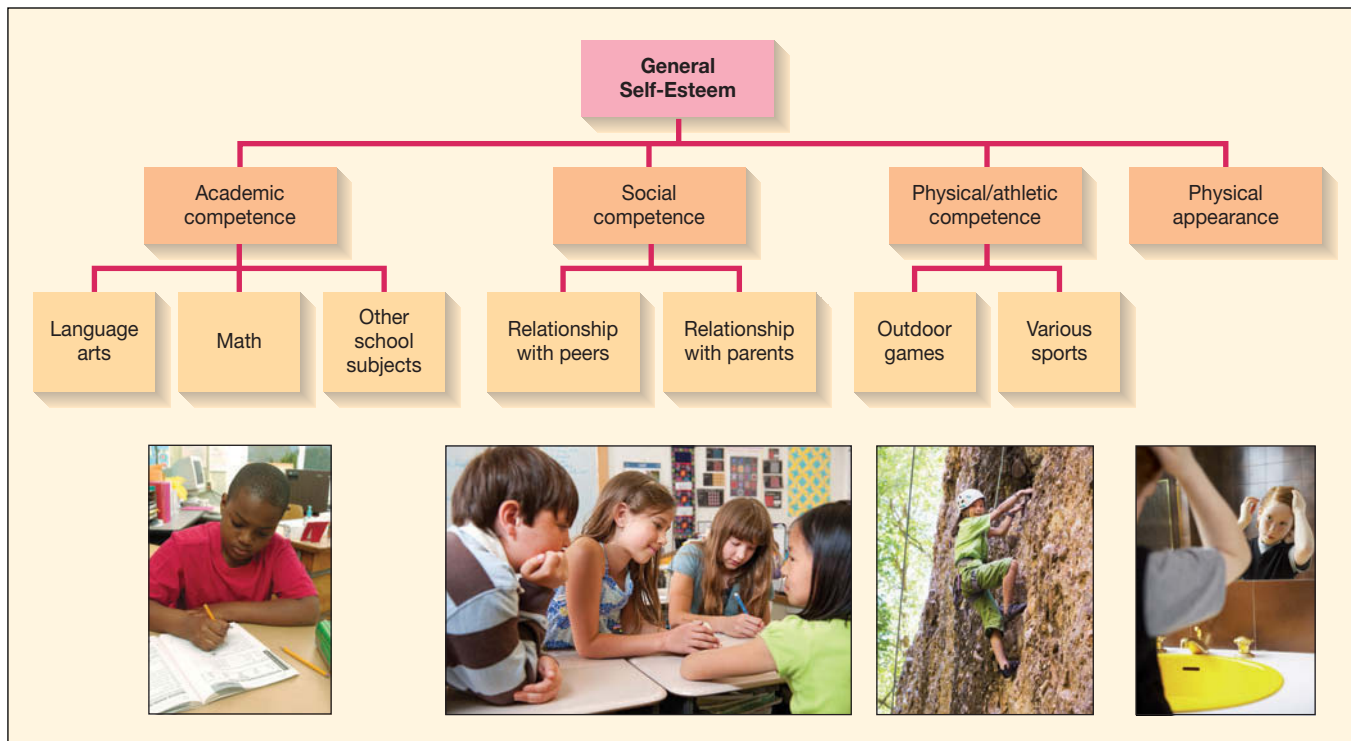 General
Self-Esteem
Academic
competence
Social
competence
Physical/athletic
competence
Physical
appearance
Language
arts
Math
Other
school
subjects
Relationship
with peers
Relationship
with parents
Outdoor
games
Various
sports